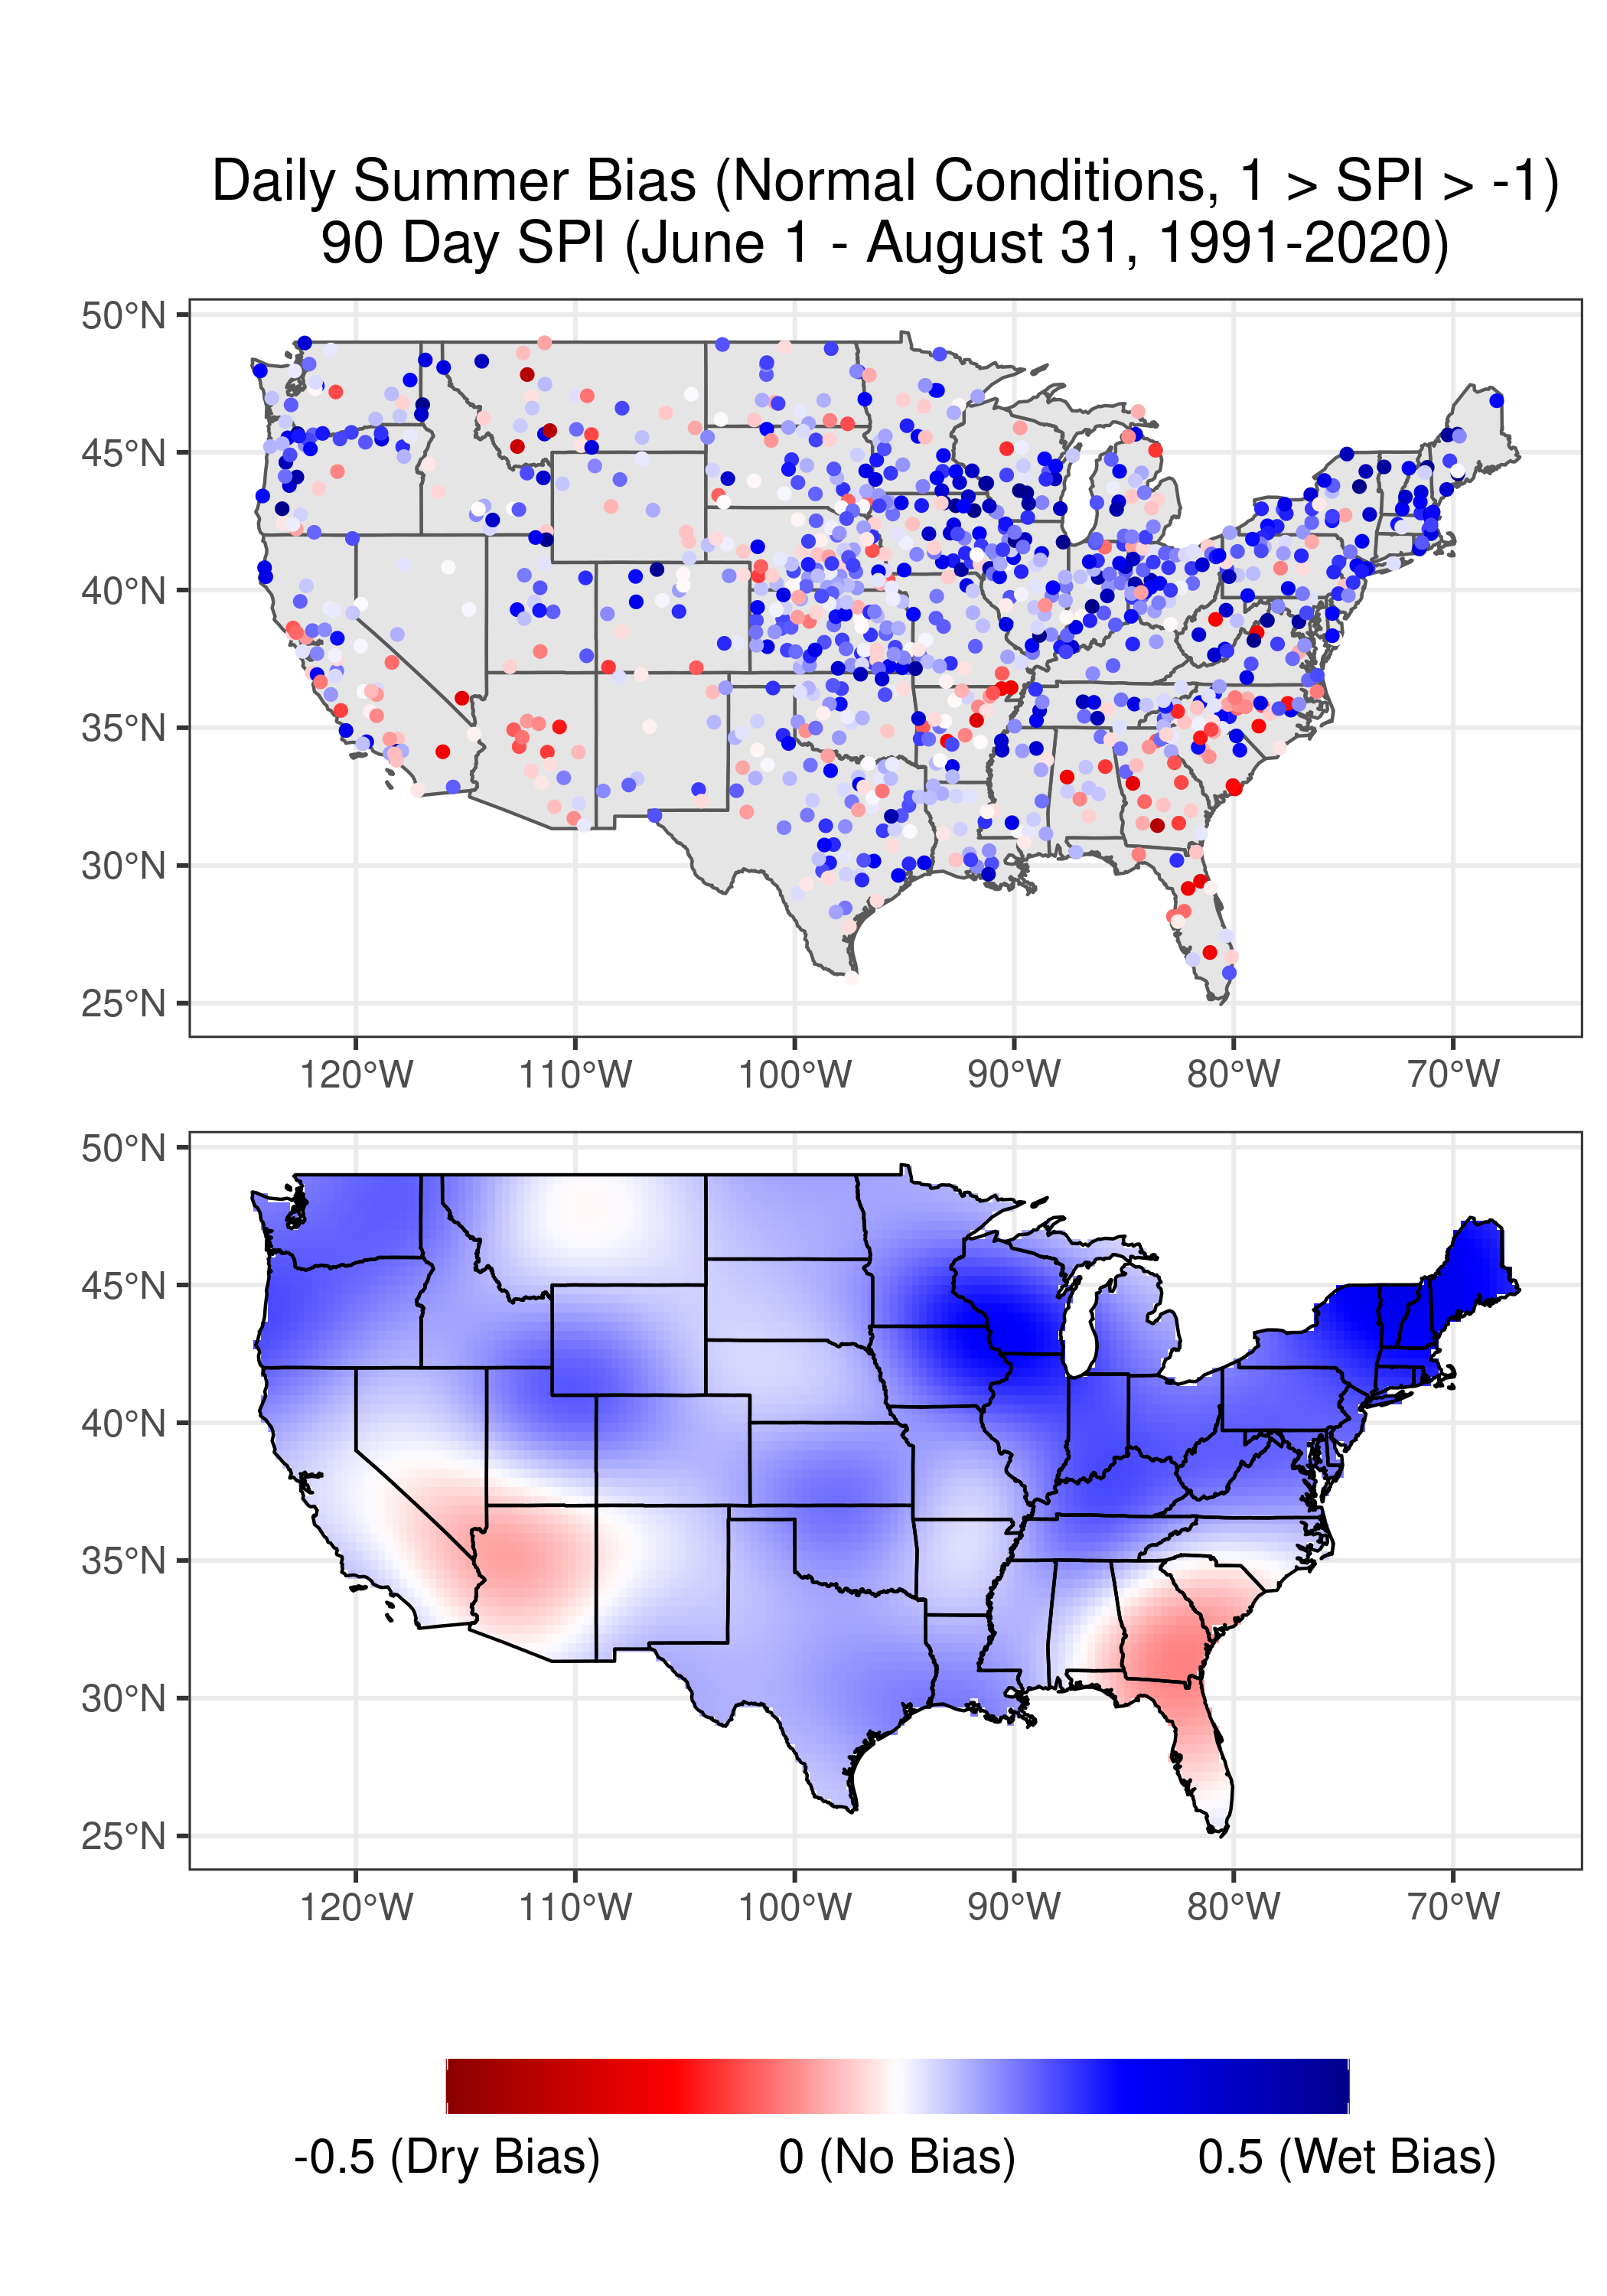 Daily Summer Bias (Normal Conditions, 1 > SPI > -1)
90 Day SPI (June 1 - August 31, 1991-2020)
50°N
45°N
40°N
35°N
30°N
25°N
120°W 110°W 100°W 90°W 80°W 70°W
50°N
45°N
40°N
35°N
30°N
25°N
120°W 110°W 100°W 90°W 80°W 70°W
-0.5 (Dry Bias) 0 (No Bias) 0.5 (Wet Bias)